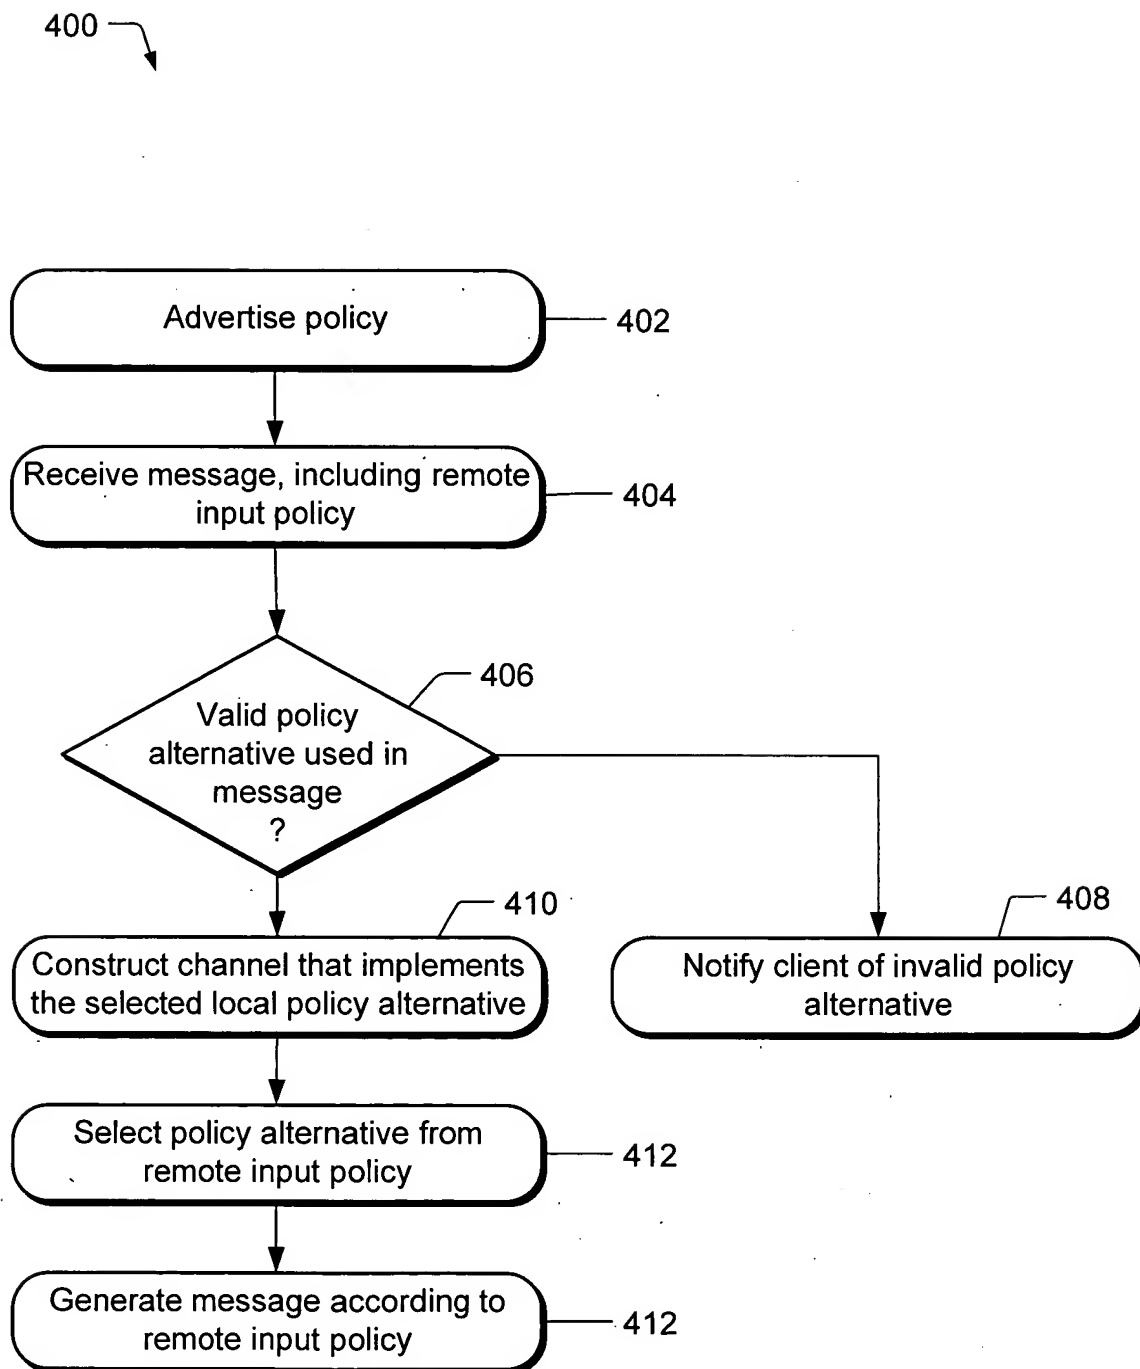 400
Advertise policy
402
Receive message, including remote
input policy
404
406
Valid policy
alternative used in
message
?
410
Construct channel that implements
the selected local policy alternative
408
Notify client of invalid policy
alternative
Select policy alternative from
remote input policy
412
Generate message according to
remote input policy
412